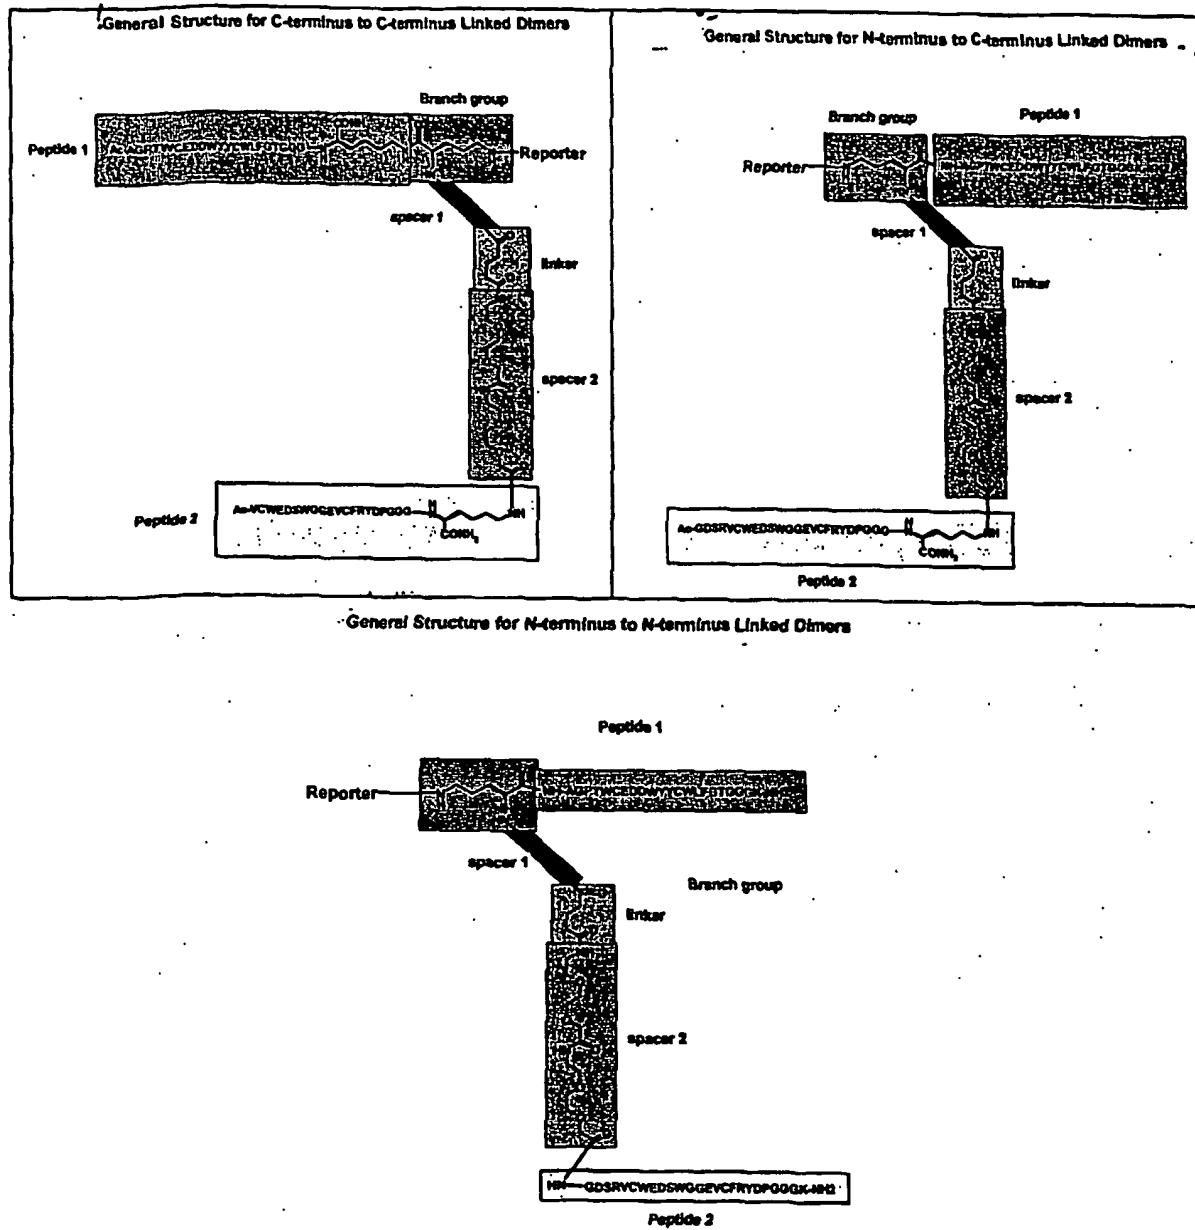 General Structure for C-terminus to C-terminus Linked Dimers
Branch group
Peptide 1
Reporter
spacer 1
linker
spacer 2
Peptide 2
Ac-VCWEDSWGGEVCFRYDPGGG
H
N
NH
CONH2
General Structure for N-terminus to C-terminus Linked Dimers
Branch group
Peptide 1
Reporter
spacer 1
linker
spacer 2
Ac-GDSRVCWEDSWGGEVCFRYDPGGG
H
N
NH
CONH2
Peptide 2
General Structure for N-terminus to N-terminus Linked Dimers
Peptide 1
Reporter
spacer 1
Branch group
linker
spacer 2
HN-GDSRVCWEDSWGGEVCFRYDPGGGK-NH2
Peptide 2